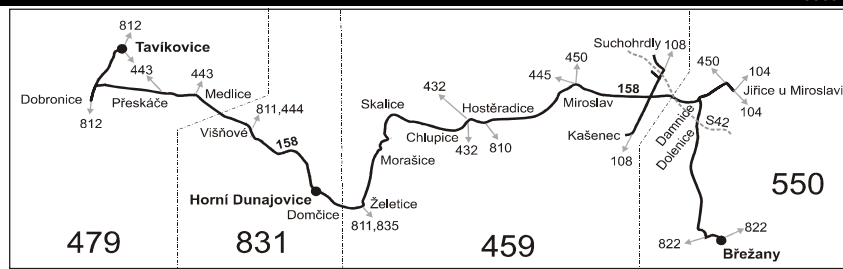 812
Tavíkovice
443
443
Dobronice
Přeskáče
Medlice
812
811,444
Višňové
158
Horní Dunajovice
Domčice
Želetice
811,835
Morašice
Skalice
Chlupice
432
432
Hostěradice
810
445
450
Miroslav
158
Suchohrdly
108
Kašenec
108
450
104
Jiřice u Miroslavi
104
Damnice
Dolenice
S42
822
822
Břežany
479
831
459
550